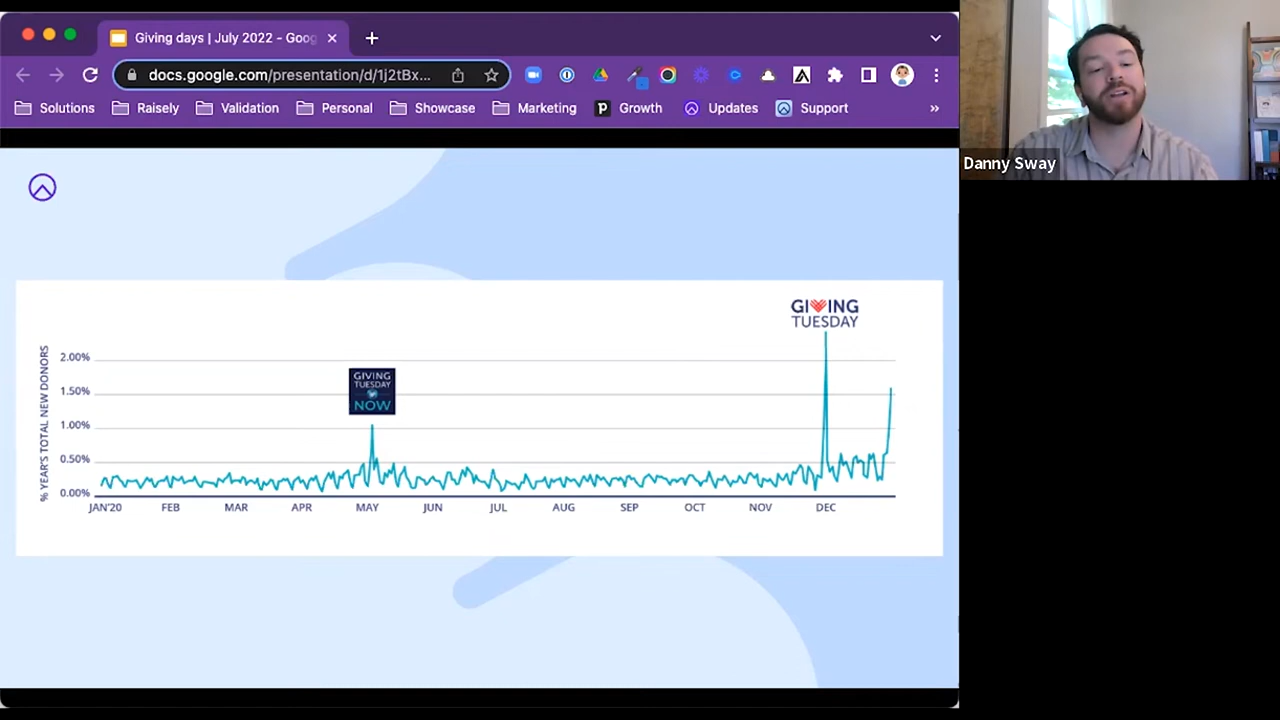 Giving days | July 2022 - Goog
docs.google.com/presentation/d/1j2tBx...
Solutions
Raisely
Validation
Personal
Showcase
Marketing
Growth
Updates
Support
Danny Sway
GIVING
TUESDAY
GIVING
TUESDAY
NOW
% YEAR'S TOTAL NEW DONORS
2.00%
1.50%
1.00%
0.50%
0.00%
JAN'20 FEB MAR APR MAY JUN JUL AUG SEP OCT NOV DEC